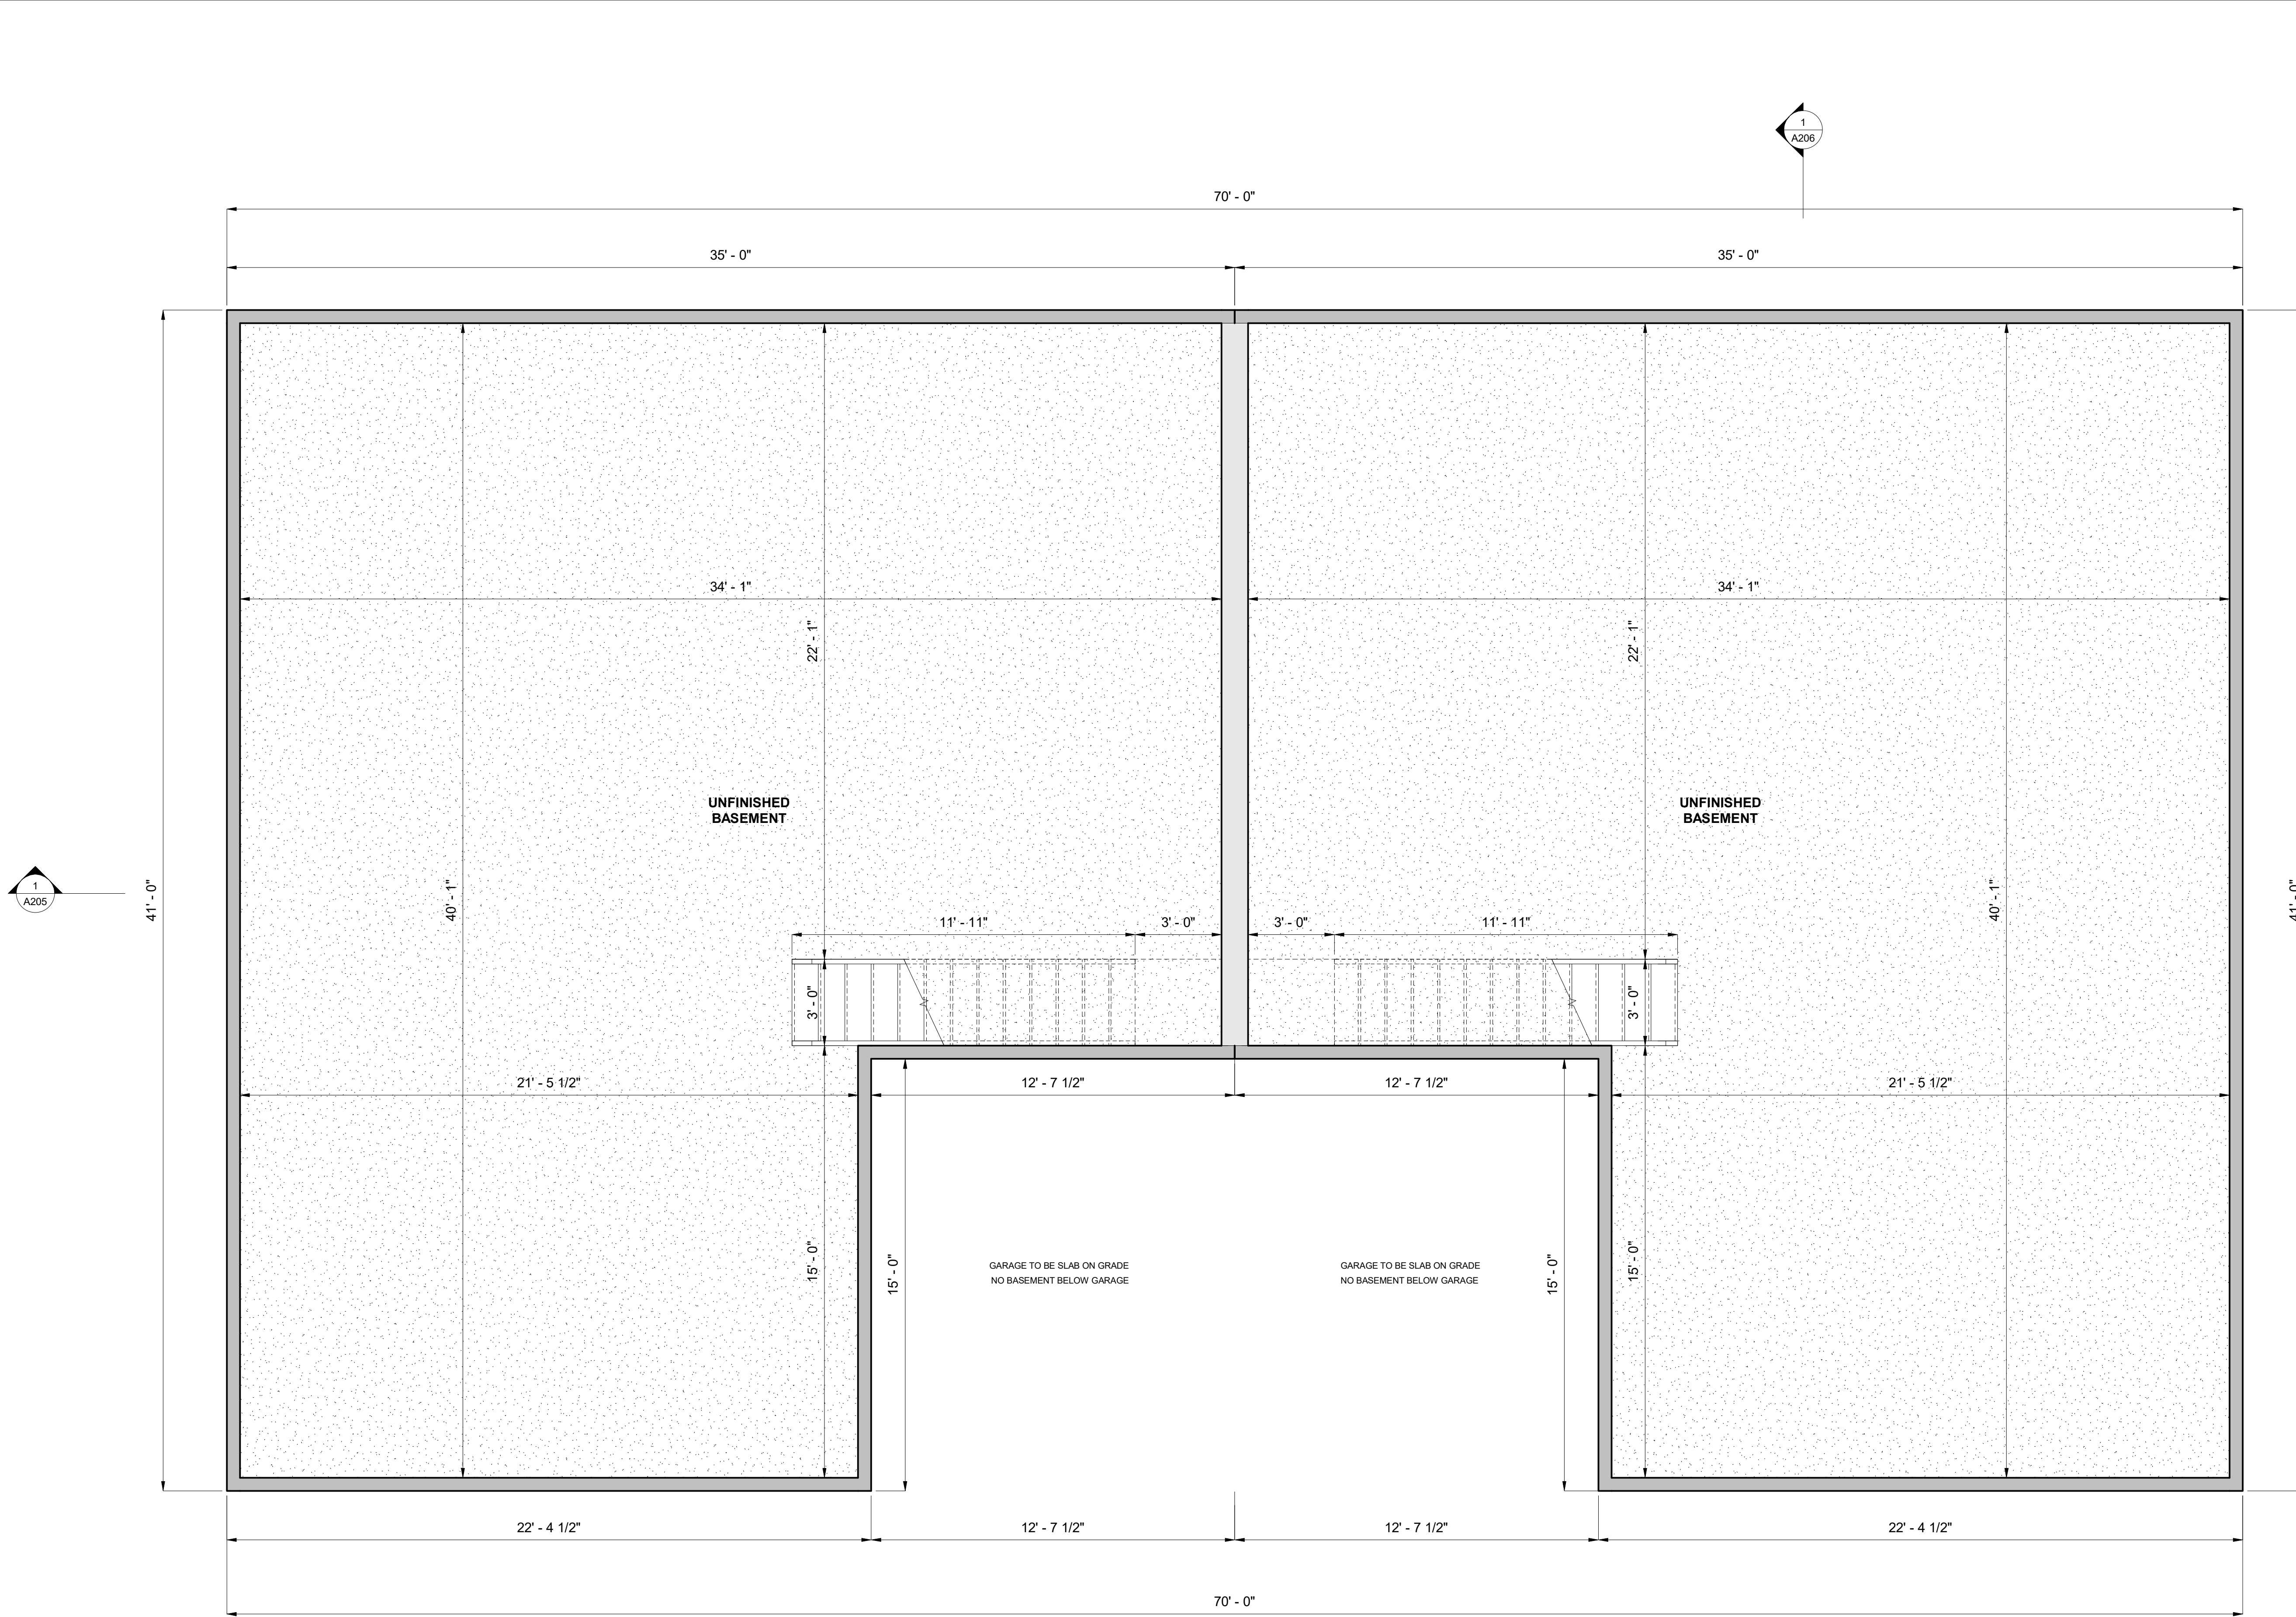 1
A206
70' - 0"
35' - 0"
35' - 0"
34' - 1"
34' - 1"
22' - 1"
22' - 1"
UNFINISHED
BASEMENT
UNFINISHED
BASEMENT
1
A205
41' - 0"
40' - 1"
40' - 1"
41' - 0"
11' - 11"
3' - 0"
3' - 0"
11' - 11"
3' - 0"
3' - 0"
21' - 5 1/2"
12' - 7 1/2"
12' - 7 1/2"
21' - 5 1/2"
15' - 0"
15' - 0"
GARAGE TO BE SLAB ON GRADE
NO BASEMENT BELOW GARAGE
GARAGE TO BE SLAB ON GRADE
NO BASEMENT BELOW GARAGE
15' - 0"
15' - 0"
22' - 4 1/2"
12' - 7 1/2"
12' - 7 1/2"
22' - 4 1/2"
70' - 0"